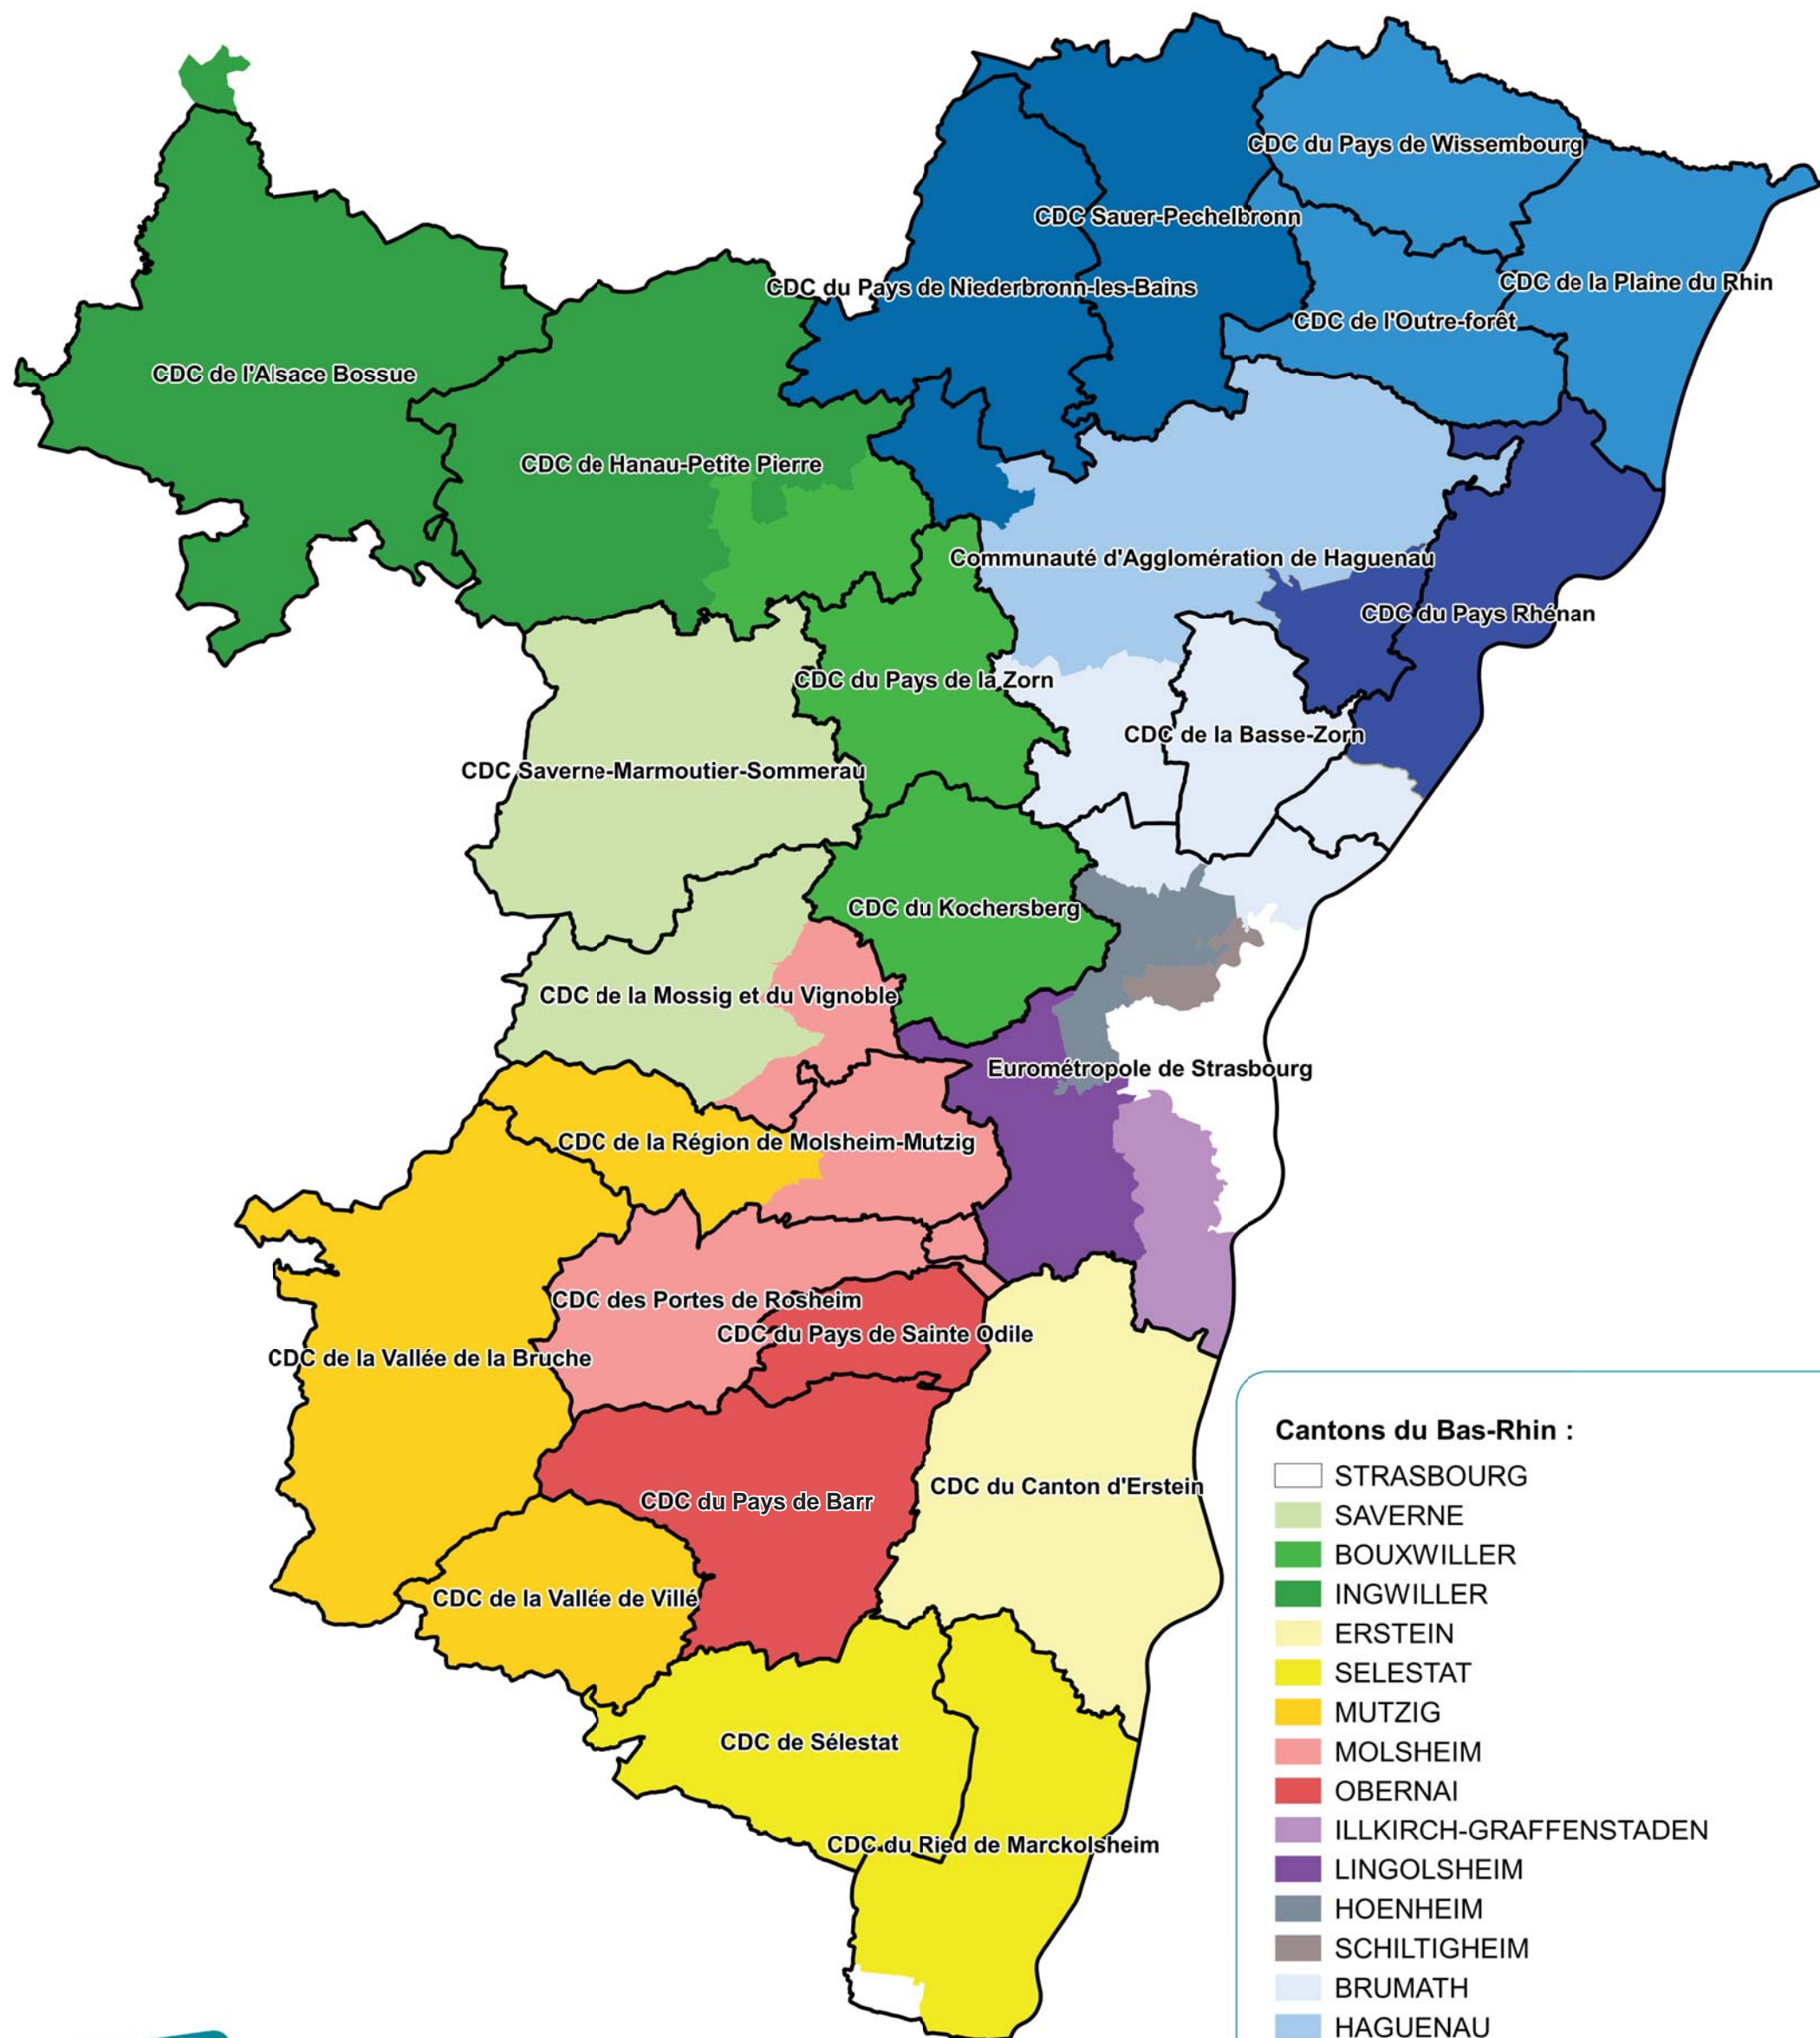 CDC du Pays de Wissembourg
CDC Sauer-Pechelbronn
CDC du Pays de Niederbronn-les-Bains
CDC de la Plaine du Rhin
CDC de l'Outre-forêt
CDC de l'Alsace Bossue
CDC de Hanau-Petite Pierre
Communauté d'Agglomération de Haguenau
CDC du Pays Rhénan
CDC du Pays de la Zorn
CDC de la Basse-Zorn
CDC Saverne-Marmoutier-Sommerau
CDC du Kochersberg
CDC de la Mossig et du Vignoble
Eurométropole de Strasbourg
CDC de la Région de Molsheim-Mutzig
CDC des Portes de Rosheim
CDC du Pays de Sainte Odile
CDC de la Vallée de la Bruche
CDC du Canton d'Erstein
CDC du Pays de Barr
CDC de la Vallée de Villé
CDC de Sélestat
CDC du Ried de Marckolsheim
Cantons du Bas-Rhin :
STRASBOURG
SAVERNE
BOUXWILLER
INGWILLER
ERSTEIN
SELESTAT
MUTZIG
MOLSHEIM
OBERNAI
ILLKIRCH-GRAFFENSTADEN
LINGOLSHEIM
HOENHEIM
SCHILTIGHEIM
BRUMATH
HAGUENAU